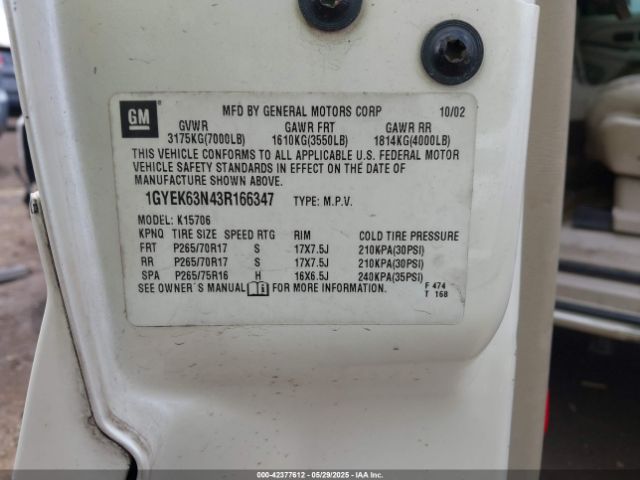 GM
MFD BY GENERAL MOTORS CORP 10/02
GVWR GAWR FRT GAWR RR
3175KG(7000LB) 1610KG(3550LB) 1814KG(4000LB)
THIS VEHICLE CONFORMS TO ALL APPLICABLE U.S. FEDERAL MOTOR
VEHICLE SAFETY STANDARDS IN EFFECT ON THE DATE OF
MANUFACTURE SHOWN ABOVE.
1GYEK63N43R166347 TYPE: M.P.V.
MODEL: K15706
KPNQ TIRE SIZE SPEED RTG RIM COLD TIRE PRESSURE
FRT P265/70R17 S 17X7.5J 210KPA(30PSI)
RR P265/70R17 S 17X7.5J 210KPA(30PSI)
SPA P265/75R16 H 16X6.5J 240KPA(35PSI)
SEE OWNER'S MANUAL FOR MORE INFORMATION.
F 474
T 168
000-42377612 - 05/29/2025 - IAAI.COM